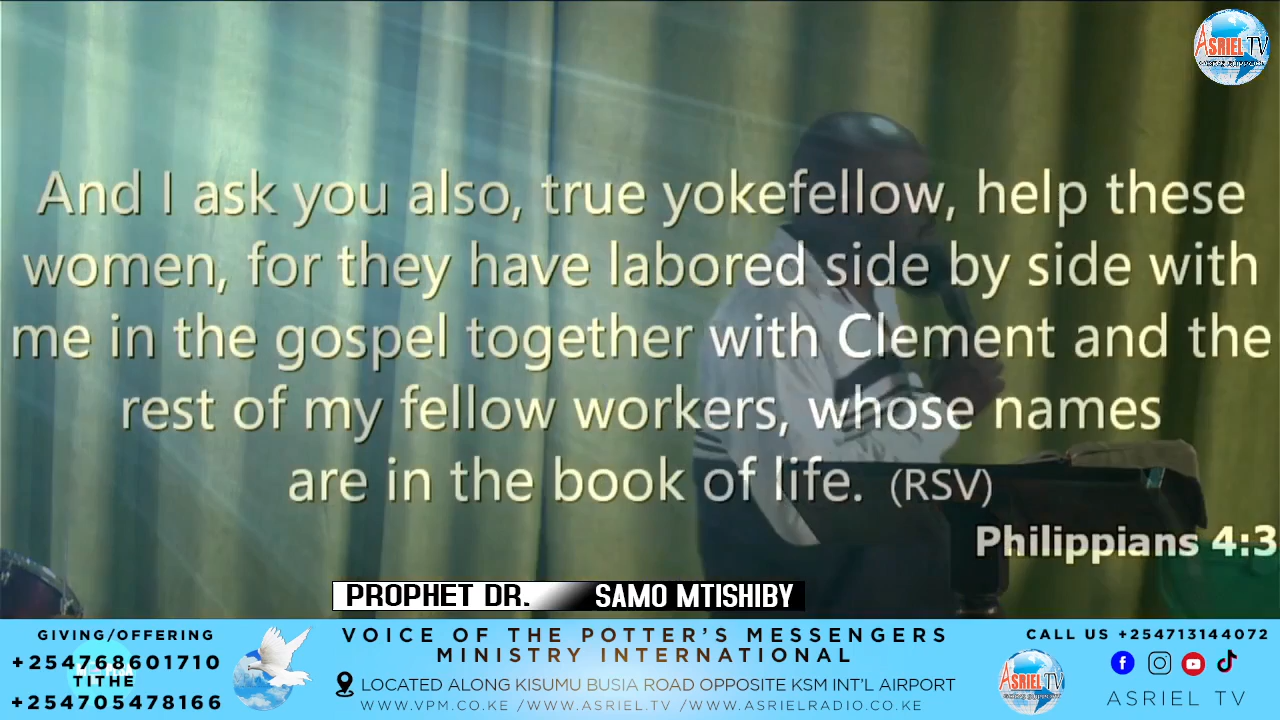 ASRIEL TV
And I ask you also, true yokefellow, help these
women, for they have labored side by side with
me in the gospel together with Clement and the
rest of my fellow workers, whose names
are in the book of life. (RSV)
Philippians 4:3
PROPHET DR. SAMO MTISHIBY
GIVING/OFFERING
+254768601710
TITHE
+254705478166
VOICE OF THE POTTER'S MESSENGERS
MINISTRY INTERNATIONAL
LOCATED ALONG KISUMU BUSIA ROAD OPPOSITE KSM INT'L AIRPORT
WWW.VPM.CO.KE /WWW.ASRIEL.TV /WWW.ASRIELRADIO.CO.KE
ASRIEL TV
CALL US +254713144072
ASRIEL TV